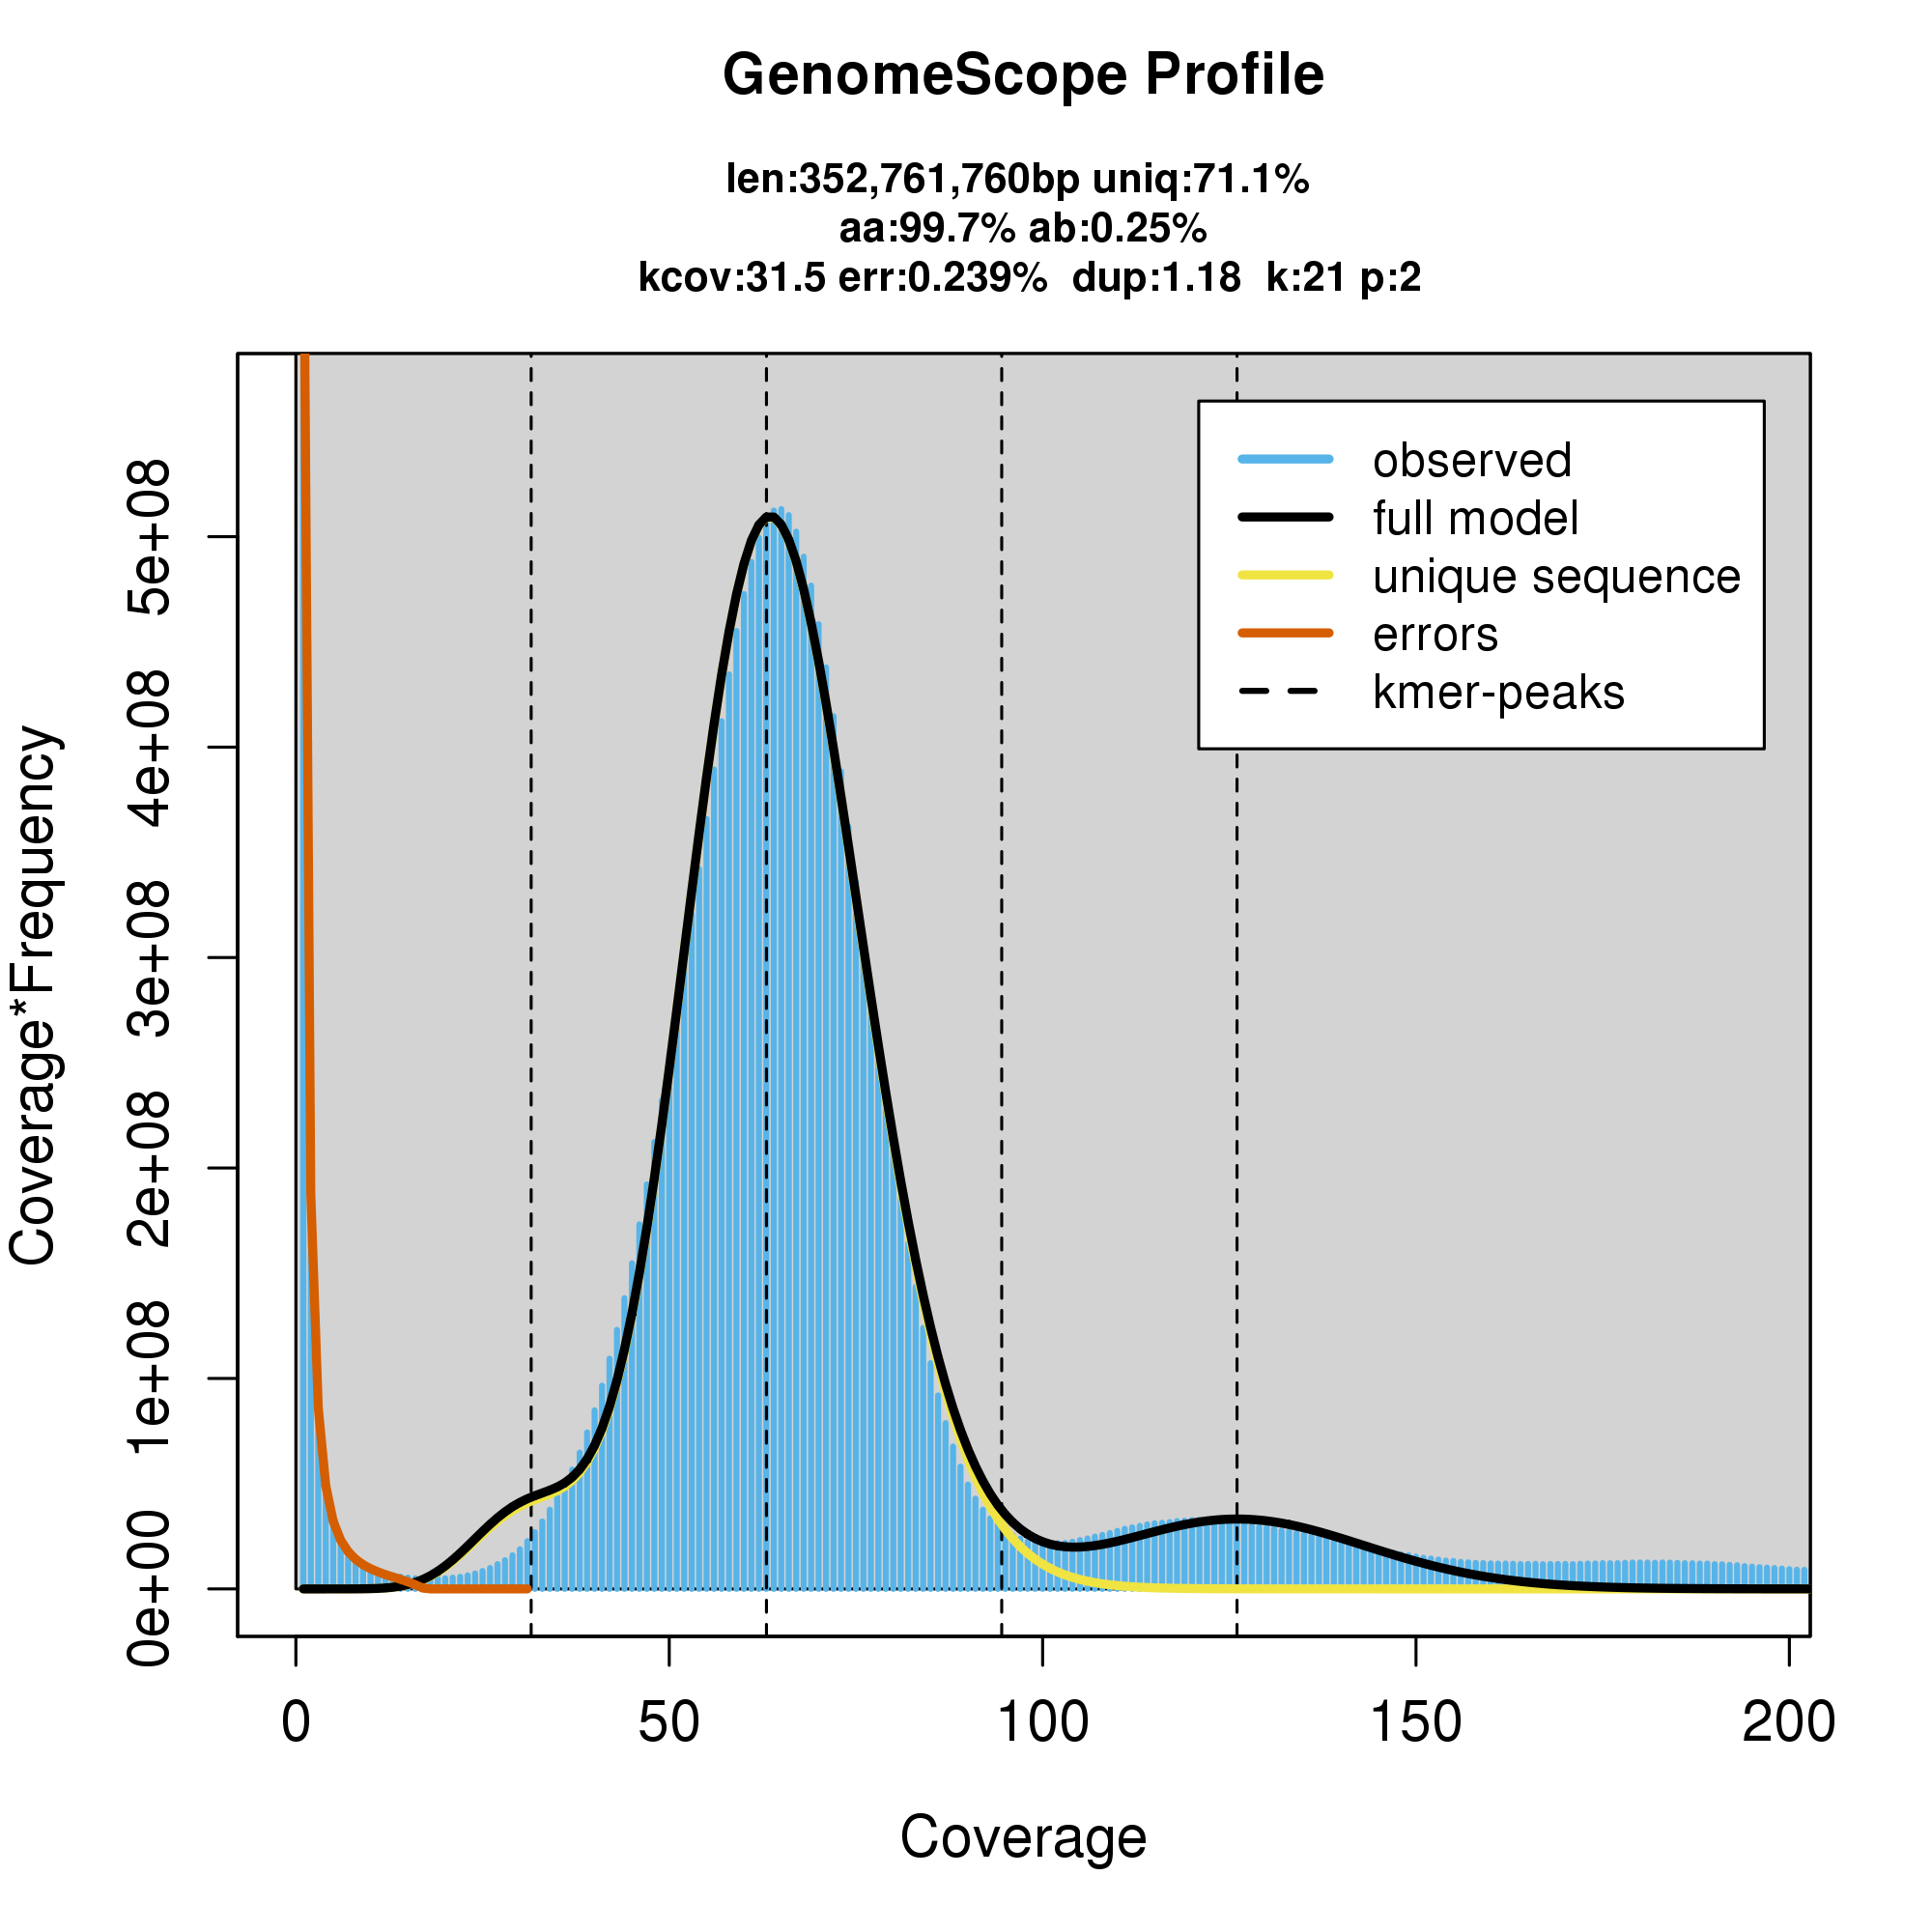 GenomeScope Profile
len:352,761,760bp uniq:71.1%
aa:99.7% ab:0.25%
kcov:31.5 err:0.239%  dup:1.18  k:21 p:2
observed
full model
unique sequence
errors
kmer-peaks
Coverage*Frequency
5e+08
4e+08
3e+08
2e+08
1e+08
0e+00
0 50 100 150 200
Coverage